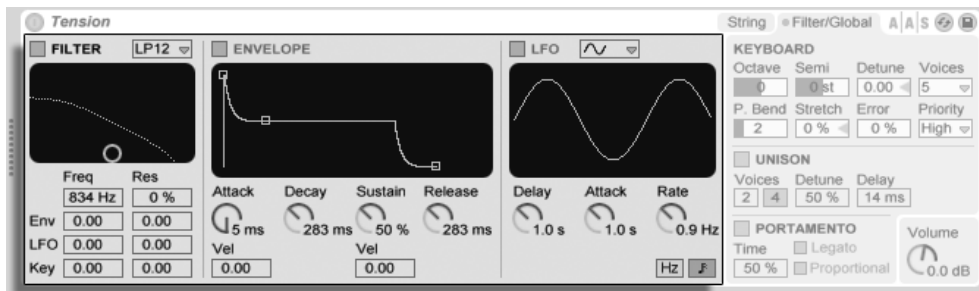 Tension
String Filter/Global A A S
FILTER LP12
Freq Res
834 Hz 0 %
Env 0.00 0.00
LFO 0.00 0.00
Key 0.00 0.00
ENVELOPE
Attack Decay Sustain Release
5 ms 283 ms 50 % 283 ms
Vel Vel
0.00 0.00
LFO
Delay Attack Rate
1.0 s 1.0 s 0.9 Hz
Hz
KEYBOARD
Octave Semi Detune Voices
0 0 st 0.00 5
P. Bend Stretch Error Priority
2 0 % 0 % High
UNISON
Voices Detune Delay
2 4 50 % 14 ms
PORTAMENTO
Time Legato
50 % Proportional
Volume
0.0 dB